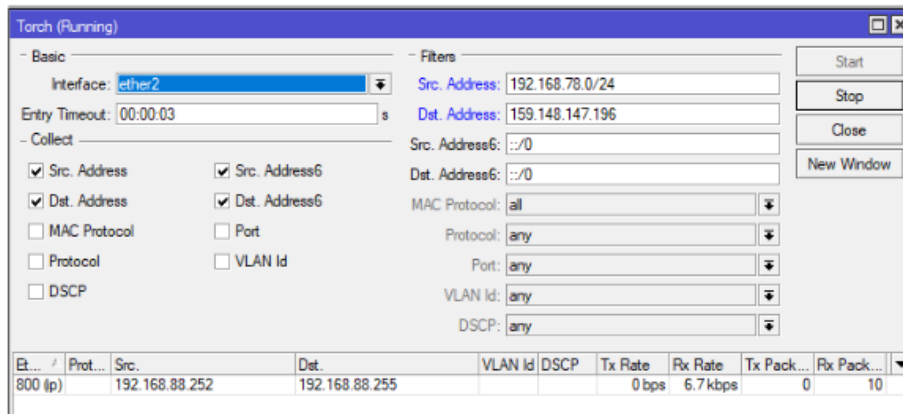 Torch (Running)
Basic
Interface: ether2
Entry Timeout: 00:00:03 s
Collect
Src. Address Src. Address6
Dst. Address Dst. Address6
MAC Protocol Port
Protocol VLAN Id
DSCP
Filters
Src. Address: 192.168.78.0/24
Dst. Address: 159.148.147.196
Src. Address6: ::/0
Dst. Address6: ::/0
MAC Protocol: all
Protocol: any
Port: any
VLAN Id: any
DSCP: any
Start
Stop
Close
New Window
Et... Prot... Src. Dst. VLAN Id DSCP Tx Rate Rx Rate Tx Pack... Rx Pack...
800 (ip) 192.168.88.252 192.168.88.255 0 bps 6.7 kbps 0 10